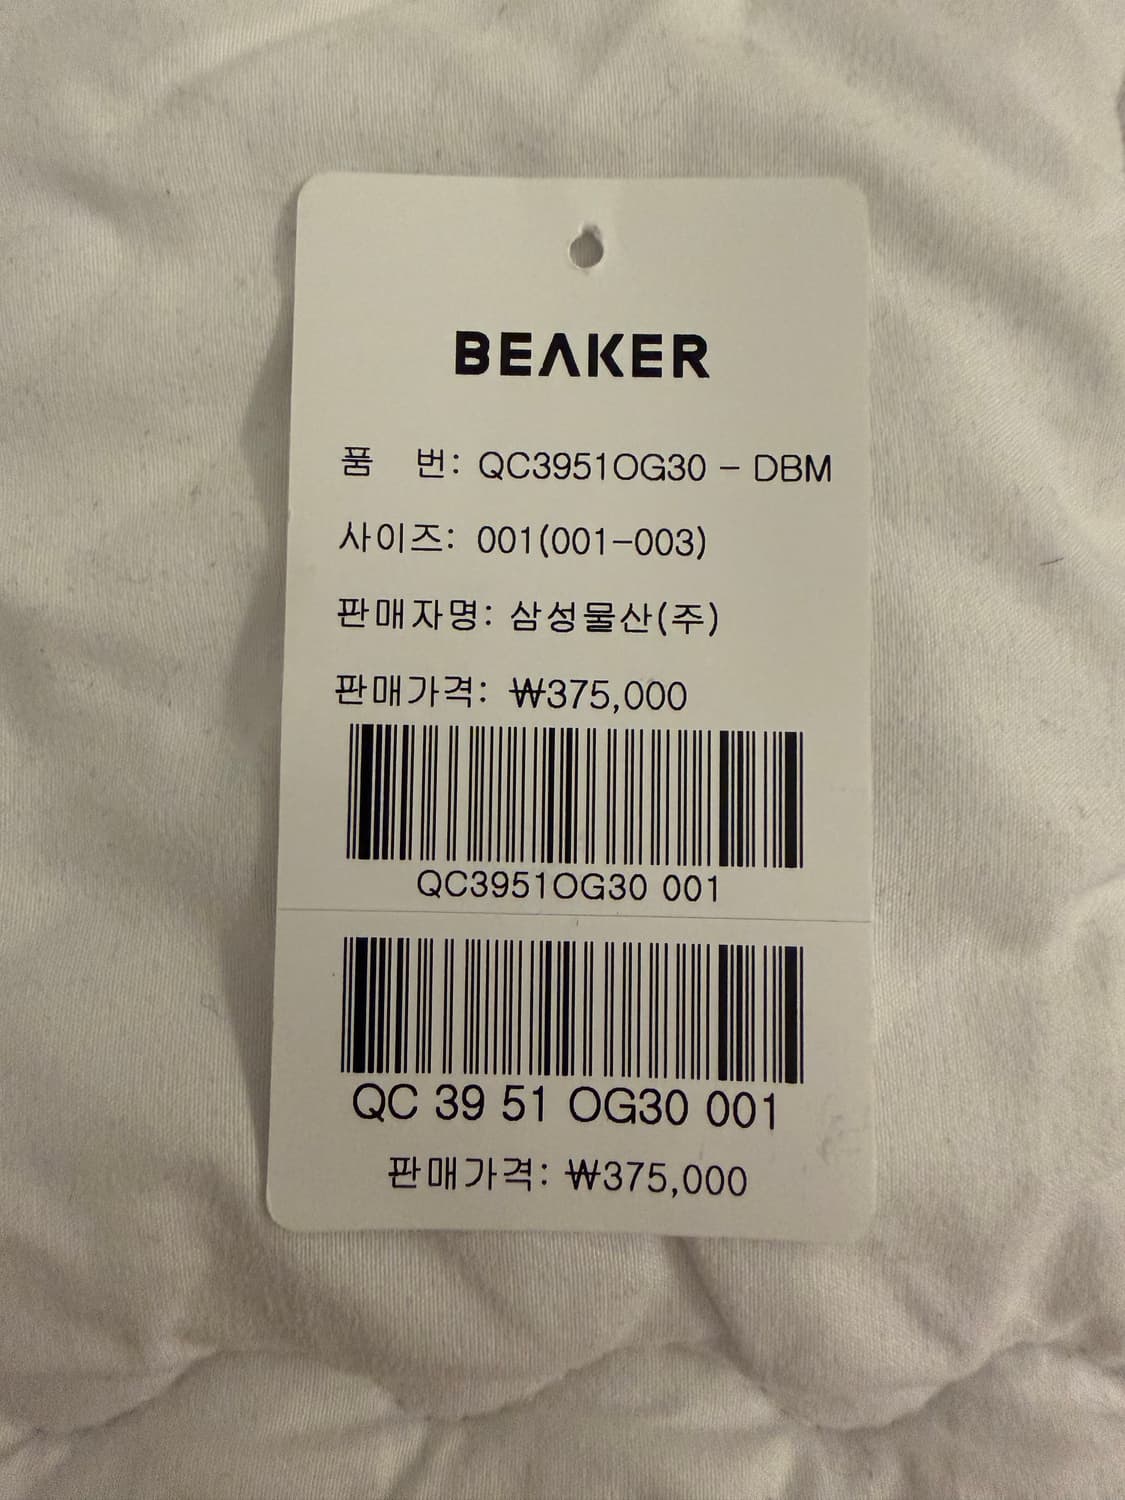 BEAKER
품 번: QC3951OG30 - DBM
사이즈: 001(001-003)
판매자명: 삼성물산(주)
판매가격: ₩375,000
QC3951OG30 001
QC 39 51 OG30 001
판매가격: ₩375,000